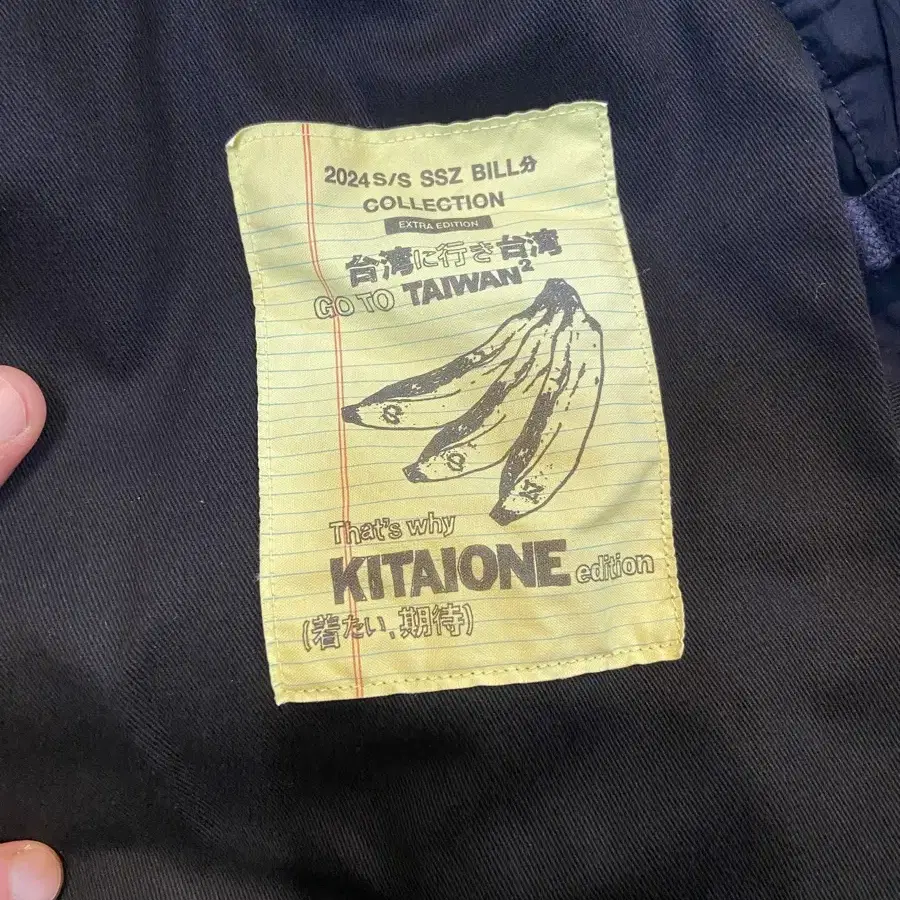 2024 S/S SSZ BILL分
COLLECTION
EXTRA EDITION
台湾に行き台湾
GO TO TAIWAN²
S
Q
N
That's why
KITAIONE edition
(着たい、期待)